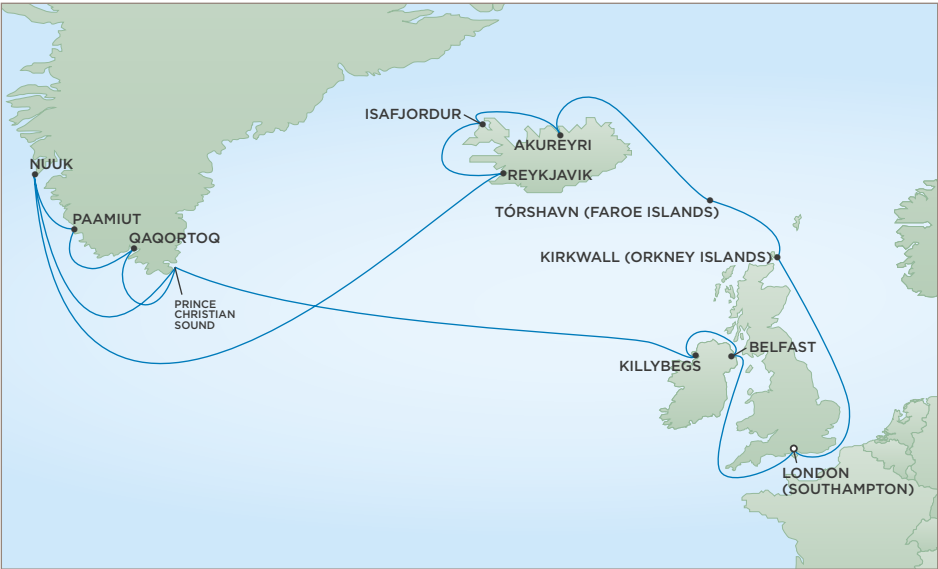 ISAFJORDUR
AKUREYRI
NUUK
REYKJAVIK
PAAMIUT
TÓRSHAVN (FAROE ISLANDS)
QAQORTOQ
KIRKWALL (ORKNEY ISLANDS)
PRINCE
CHRISTIAN
SOUND
BELFAST
KILLYBEGS
LONDON
(SOUTHAMPTON)